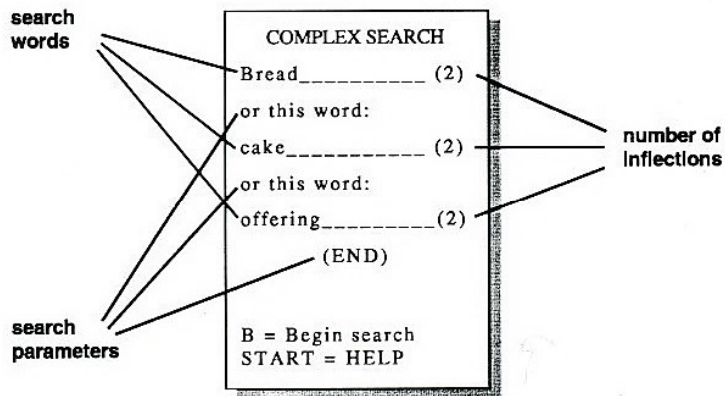 search
words
COMPLEX SEARCH
Bread__________ (2)
or this word:
cake___________ (2)
or this word:
offering_________(2)
(END)
number of
inflections
search
parameters
B = Begin search
START = HELP